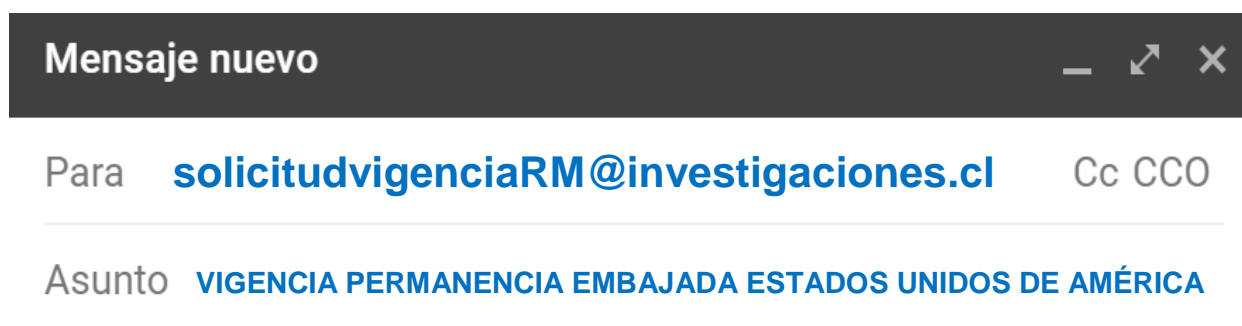 Mensaje nuevo
Para solicitudvigenciaRM@investigaciones.cl Cc CCO
Asunto VIGENCIA PERMANENCIA EMBAJADA ESTADOS UNIDOS DE AMÉRICA